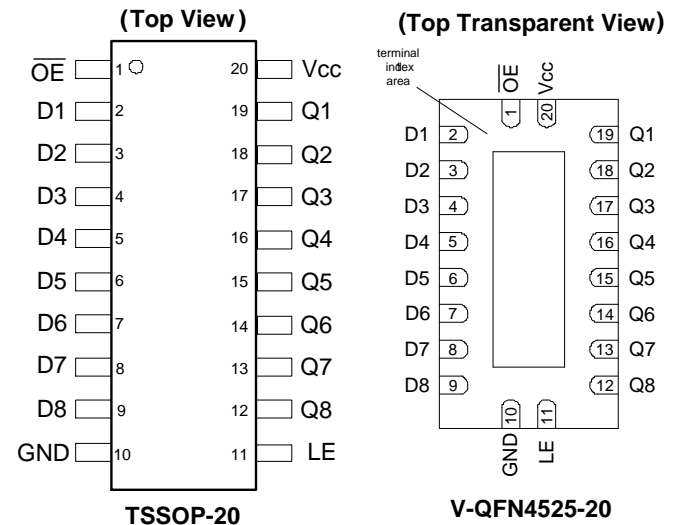 (Top View)
O̅E̅ 1 20 Vcc
D1 2 19 Q1
D2 3 18 Q2
D3 4 17 Q3
D4 5 16 Q4
D5 6 15 Q5
D6 7 14 Q6
D7 8 13 Q7
D8 9 12 Q8
GND 10 11 LE
TSSOP-20
(Top Transparent View)
terminal
index
area
O̅E̅ Vcc
1 20
D1 2 19 Q1
D2 3 18 Q2
D3 4 17 Q3
D4 5 16 Q4
D5 6 15 Q5
D6 7 14 Q6
D7 8 13 Q7
D8 9 12 Q8
10 11
GND LE
V-QFN4525-20